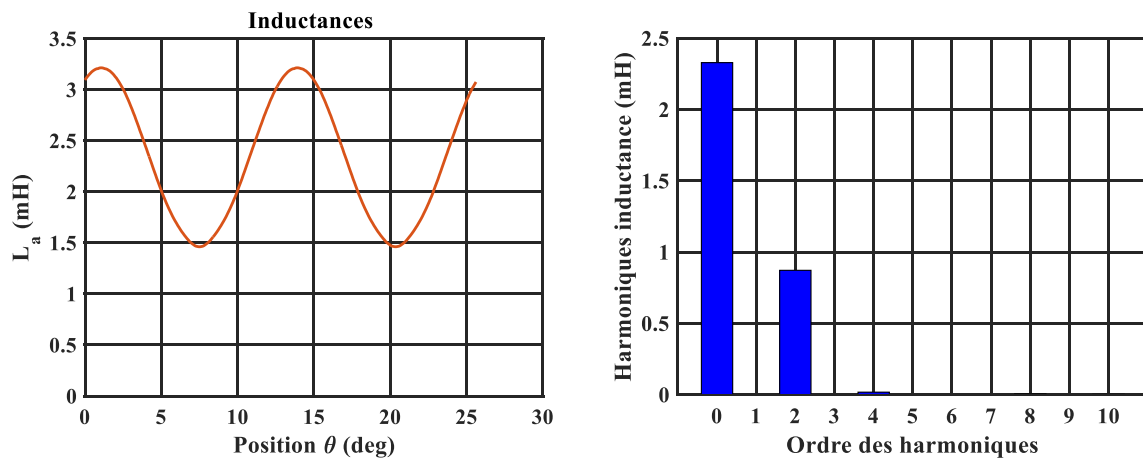 Inductances
3.5
3
2.5
2
1.5
1
0.5
0
L a (mH)
0 5 10 15 20 25 30
Position θ (deg)
2.5
2
1.5
1
0.5
0
Harmoniques inductance (mH)
0 1 2 3 4 5 6 7 8 9 10
Ordre des harmoniques